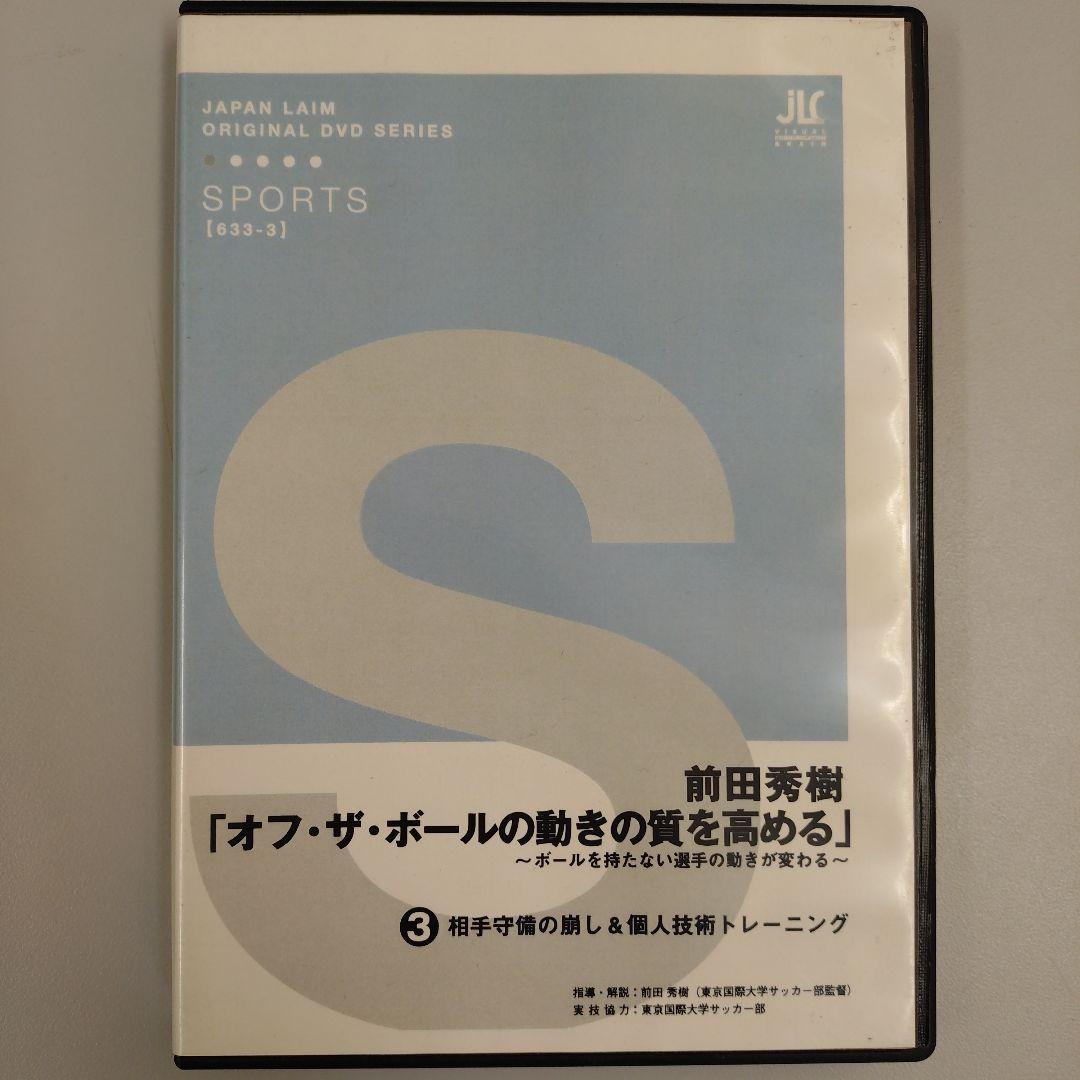 JAPAN LAIM
ORIGINAL DVD SERIES
SPORTS
【633-3】
JLC
VISUAL
BRAIN
S
前田秀樹
「オフ・ザ・ボールの動きの質を高める」
～ボールを持たない選手の動きが変わる～
❸ 相手守備の崩し＆個人技術トレーニング
指導・解説：前田 秀樹（東京国際大学サッカー部監督）
実 技 協 力：東京国際大学サッカー部